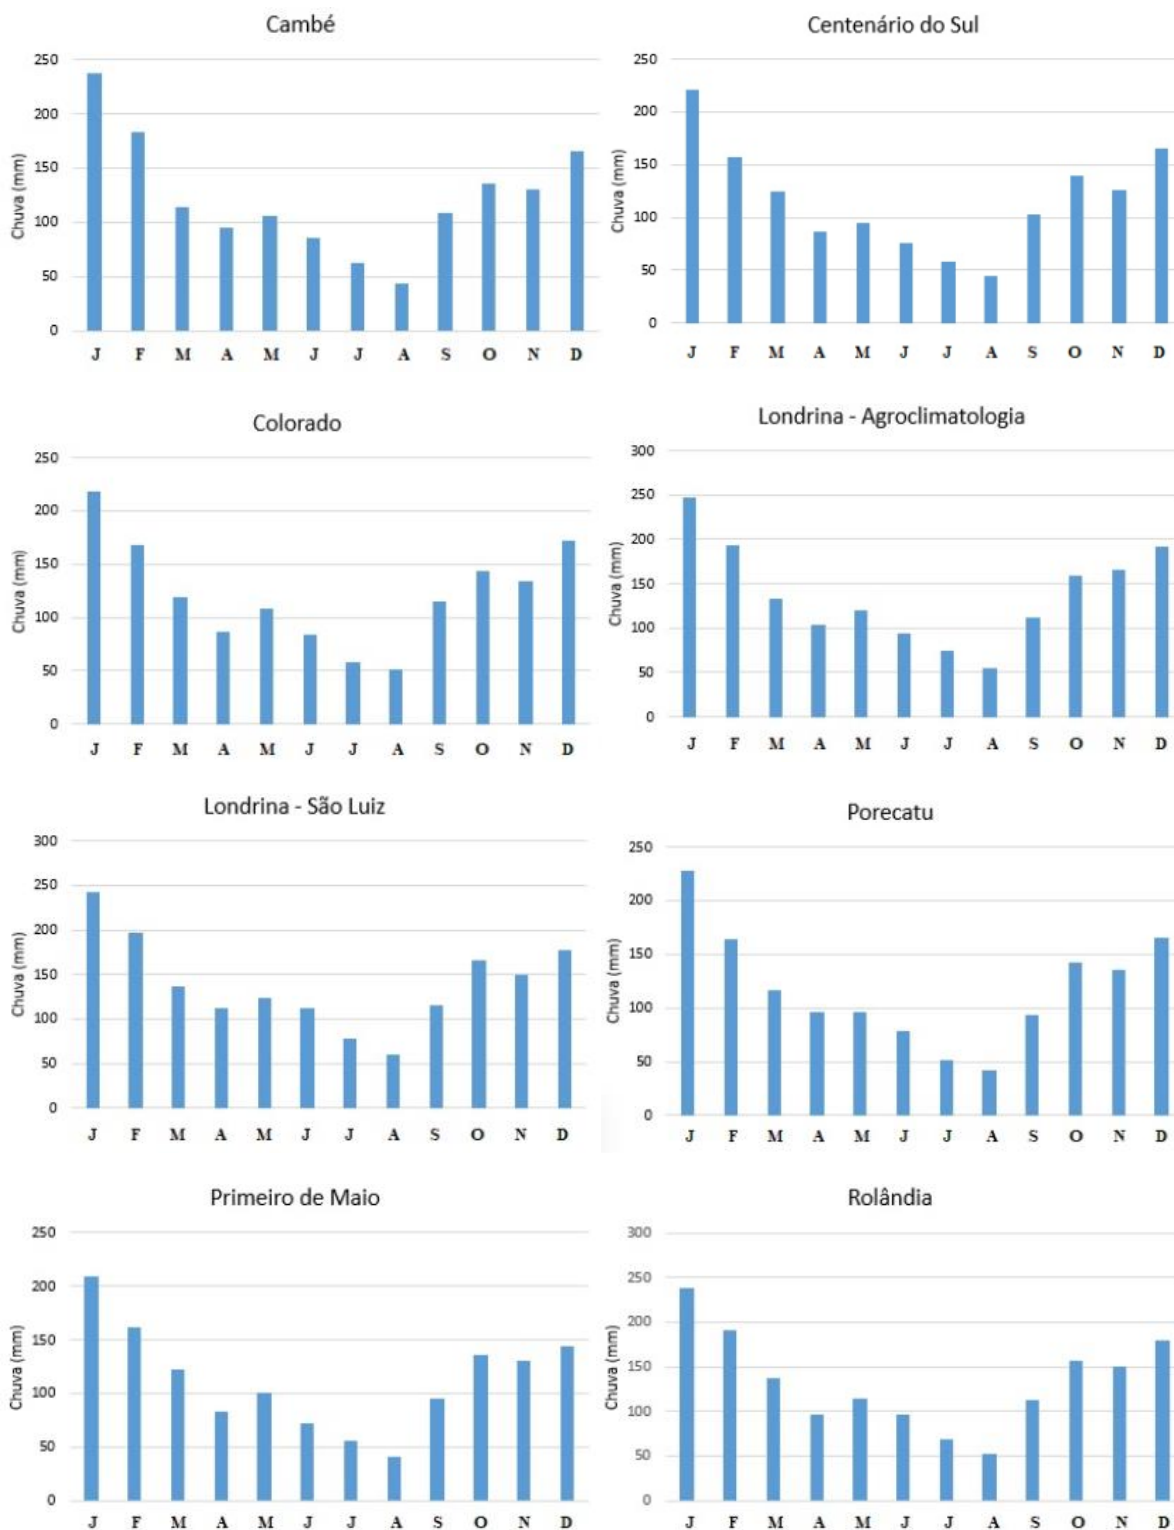 Cambé
Chuva (mm)
250
200
150
100
50
0
J F M A M J J A S O N D
Centenário do Sul
Chuva (mm)
250
200
150
100
50
0
J F M A M J J A S O N D
Colorado
Chuva (mm)
250
200
150
100
50
0
J F M A M J J A S O N D
Londrina - Agroclimatologia
Chuva (mm)
300
250
200
150
100
50
0
J F M A M J J A S O N D
Londrina - São Luiz
Chuva (mm)
300
250
200
150
100
50
0
J F M A M J J A S O N D
Porecatu
Chuva (mm)
250
200
150
100
50
0
J F M A M J J A S O N D
Primeiro de Maio
Chuva (mm)
250
200
150
100
50
0
J F M A M J J A S O N D
Rolândia
Chuva (mm)
300
250
200
150
100
50
0
J F M A M J J A S O N D